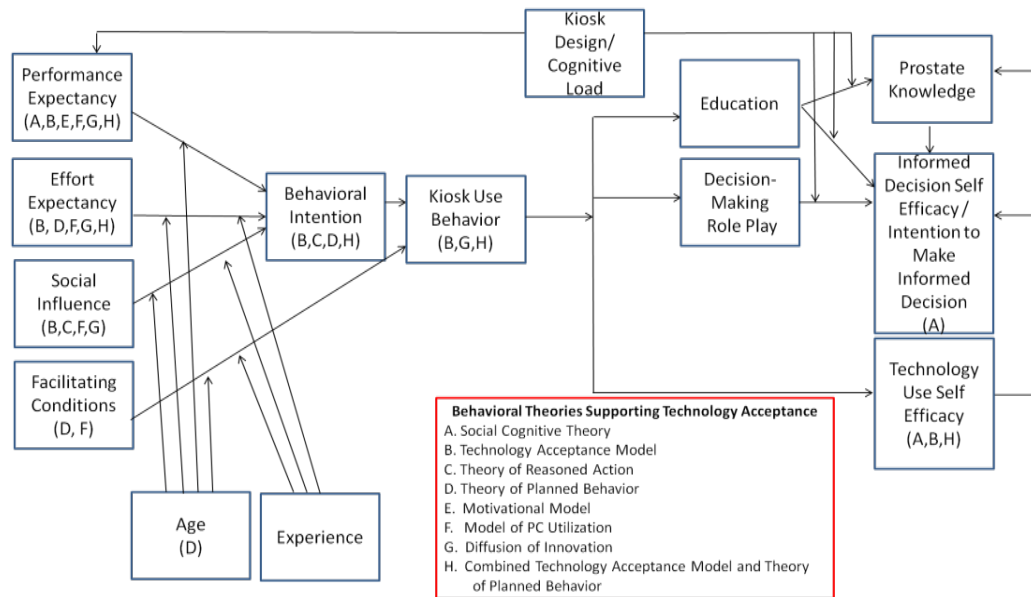 Kiosk
Design/
Cognitive
Load
Performance
Expectancy
(A,B,E,F,G,H)
Education
Prostate
Knowledge
Effort
Expectancy
(B, D,F,G,H)
Behavioral
Intention
(B,C,D,H)
Kiosk Use
Behavior
(B,G,H)
Decision-
Making
Role Play
Informed
Decision Self
Efficacy /
Intention to
Make
Informed
Decision
(A)
Social
Influence
(B,C,F,G)
Facilitating
Conditions
(D, F)
Technology
Use Self
Efficacy
(A,B,H)
Age
(D)
Experience
Behavioral Theories Supporting Technology Acceptance
A. Social Cognitive Theory
B. Technology Acceptance Model
C. Theory of Reasoned Action
D. Theory of Planned Behavior
E. Motivational Model
F. Model of PC Utilization
G. Diffusion of Innovation
H. Combined Technology Acceptance Model and Theory
of Planned Behavior